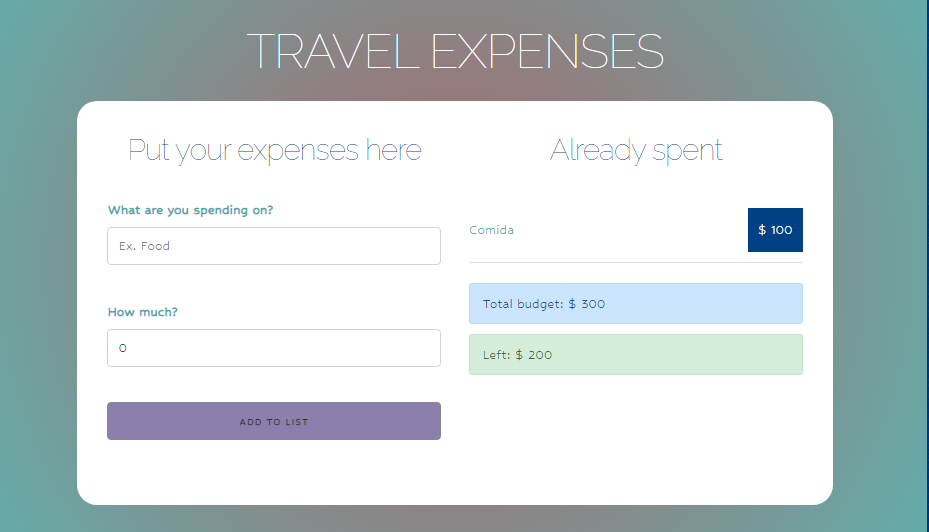 TRAVEL EXPENSES
Put your expenses here
What are you spending on?
Ex. Food
How much?
0
ADD TO LIST
Already spent
Comida
$ 100
Total budget: $ 300
Left: $ 200